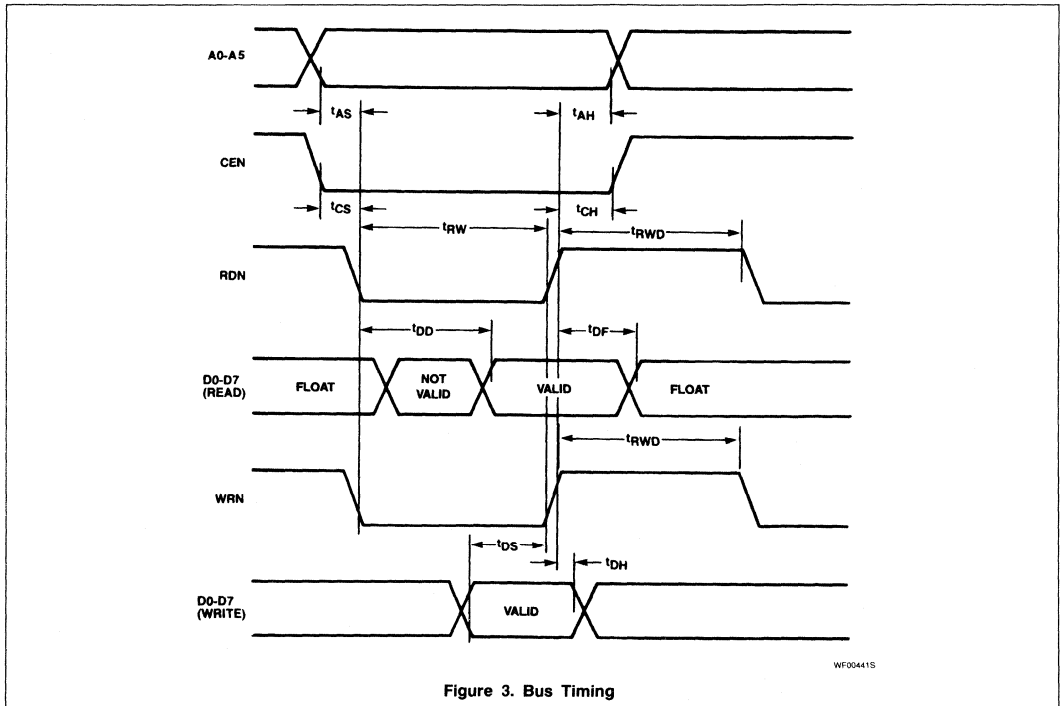 A0-A5
tAS
tAH
CEN
tCS
tCH
tRW
tRWD
RDN
tDD
tDF
D0-D7
(READ)
FLOAT
NOT
VALID
VALID
FLOAT
tRWD
WRN
tDS
tDH
D0-D7
(WRITE)
VALID
WF00441S
Figure 3. Bus Timing